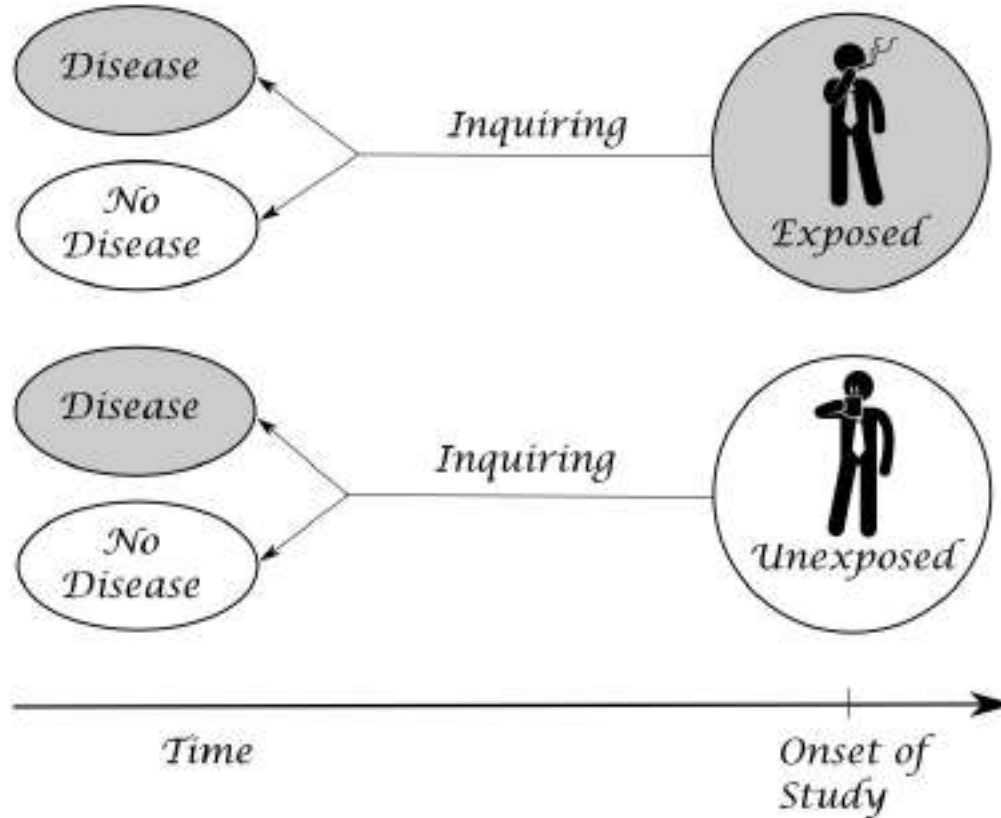 Disease
No
Disease
Inquiring
Exposed
Disease
No
Disease
Inquiring
Unexposed
Time
Onset of
Study